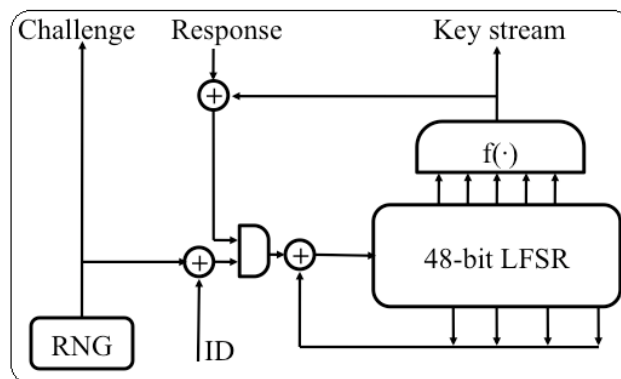 Challenge Response Key stream
f(·)
48-bit LFSR
RNG ID